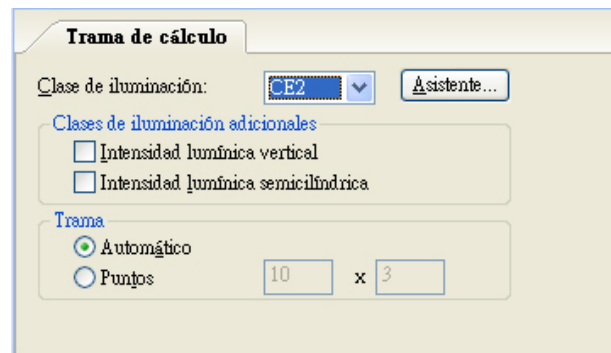 Trama de cálculo
Clase de iluminación: CE2 Asistente...
Clases de iluminación adicionales
Intensidad lumínica vertical
Intensidad lumínica semicilíndrica
Trama
Automático
Puntos 10 x 3